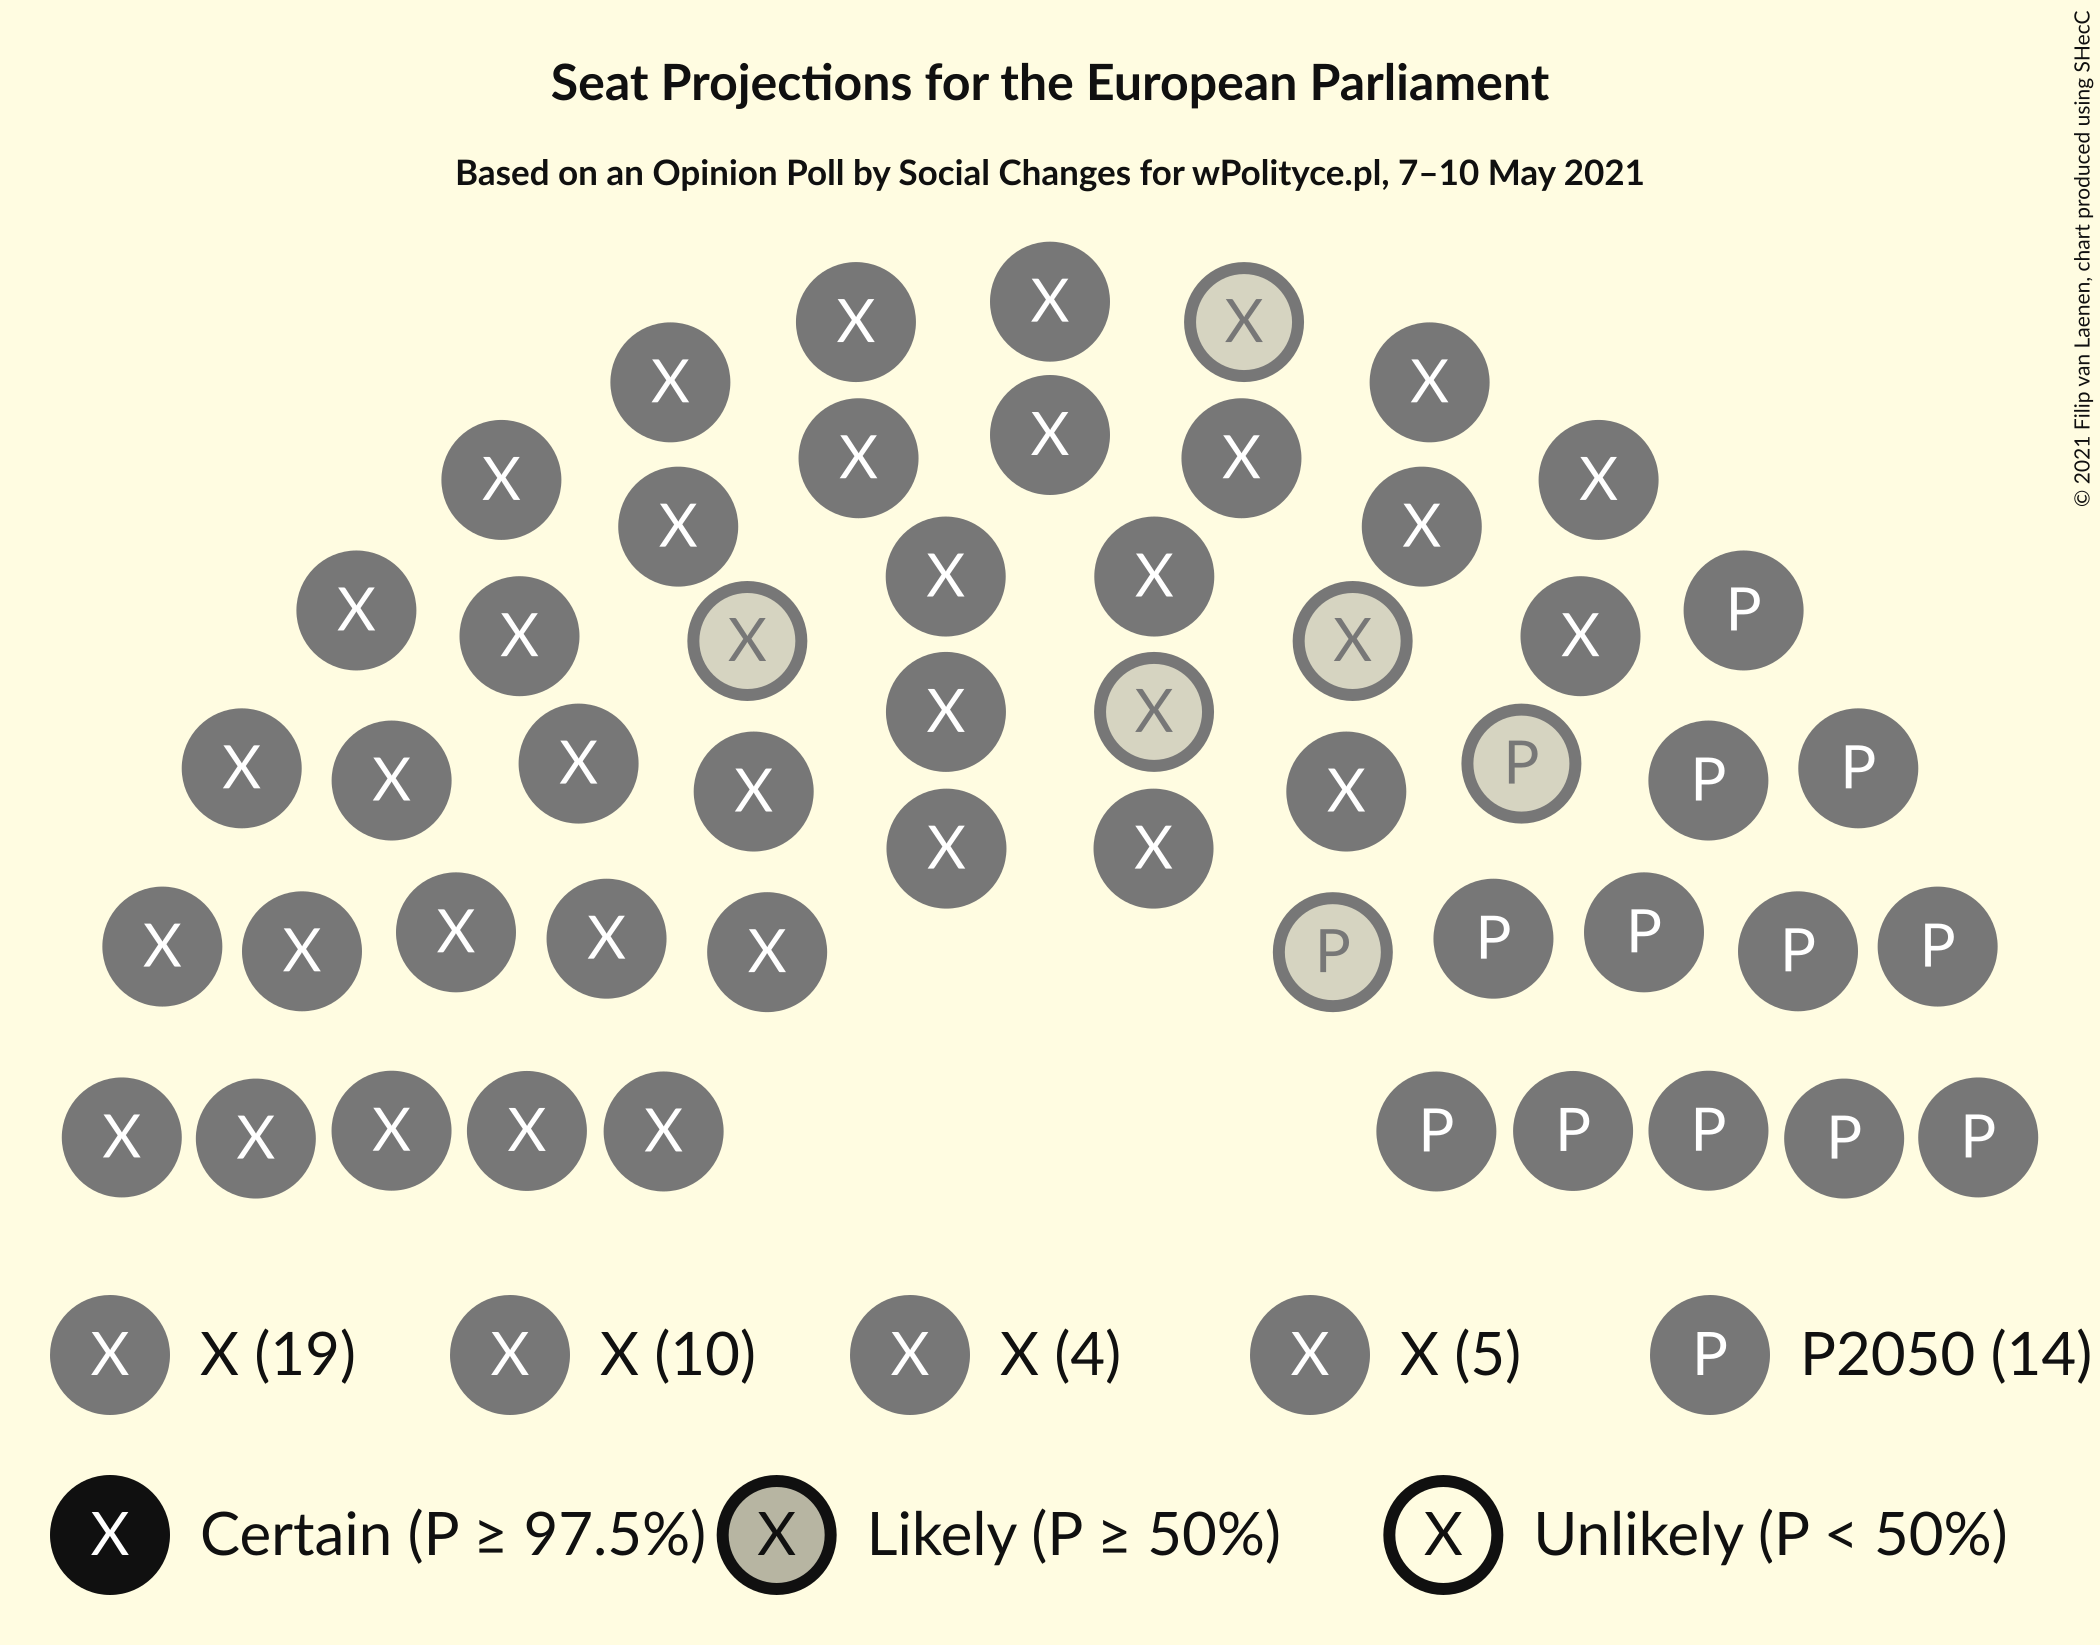 Seat Projections for the European Parliament
Based on an Opinion Poll by Social Changes for wPolityce.pl, 7–10 May 2021
© 2021 Filip van Laenen, chart produced using SHecC
X X X
X X
X X X X X
X X
X X X P
X X X X
X X
X X X X X P P P
X X
X X X X X P P P P P
X X X X X P P P P P
X X (19) X X (10) X X (4) X X (5) P P2050 (14)
X Certain (P ≥ 97.5%) X Likely (P ≥ 50%) X Unlikely (P < 50%)